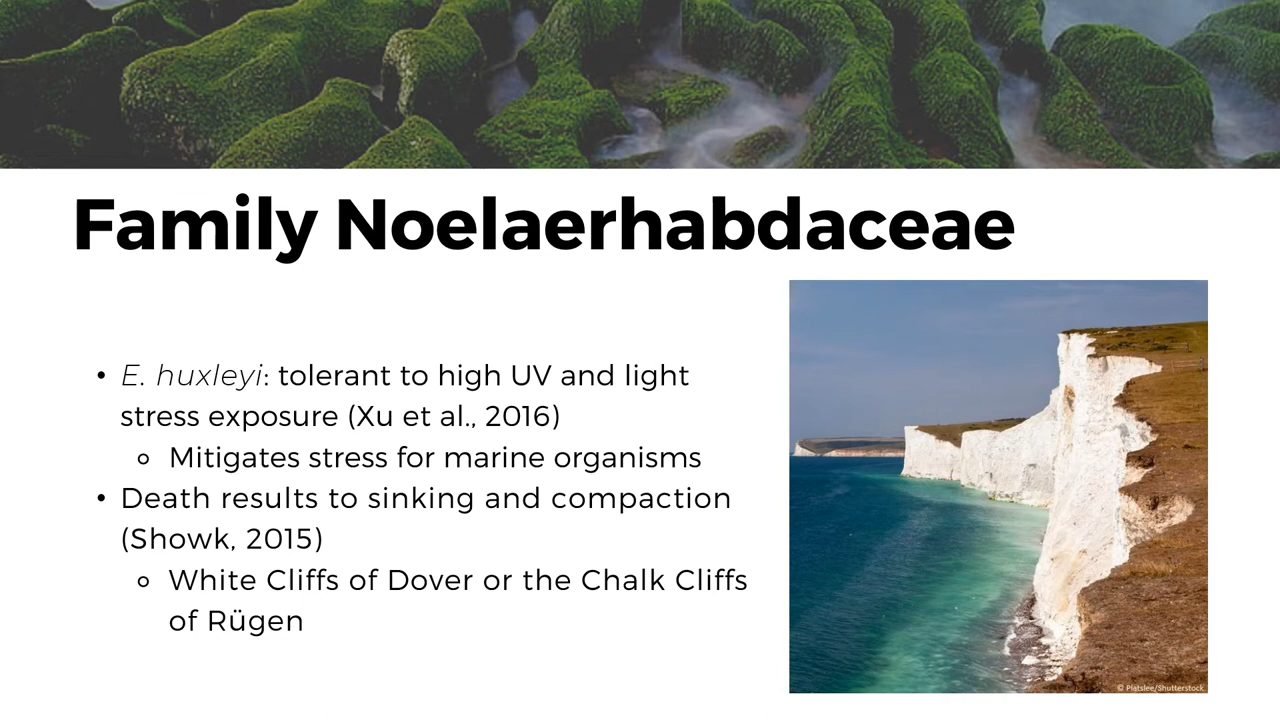 Family Noelaerhabdaceae
• E. huxleyi: tolerant to high UV and light
stress exposure (Xu et al., 2016)
◦ Mitigates stress for marine organisms
• Death results to sinking and compaction
(Showk, 2015)
◦ White Cliffs of Dover or the Chalk Cliffs
of Rügen
© Platslee/Shutterstock